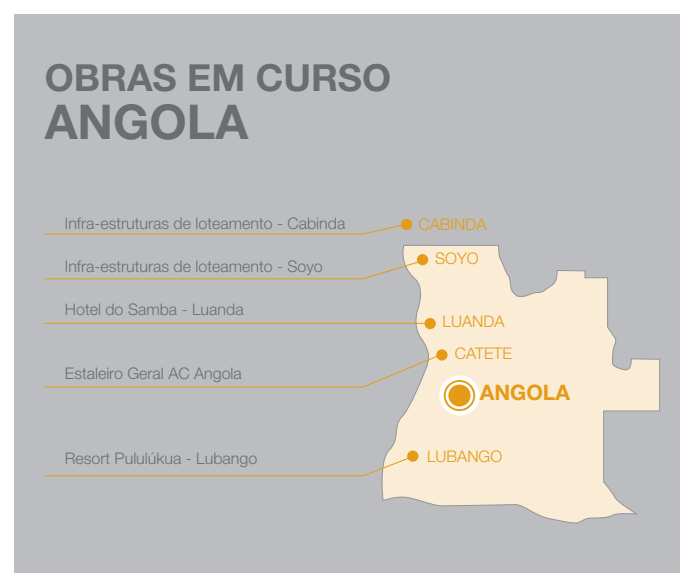 OBRAS EM CURSO
ANGOLA
Infra-estruturas de loteamento - Cabinda
CABINDA
Infra-estruturas de loteamento - Soyo
SOYO
Hotel do Samba - Luanda
LUANDA
Estaleiro Geral AC Angola
CATETE
ANGOLA
Resort Pululúkua - Lubango
LUBANGO